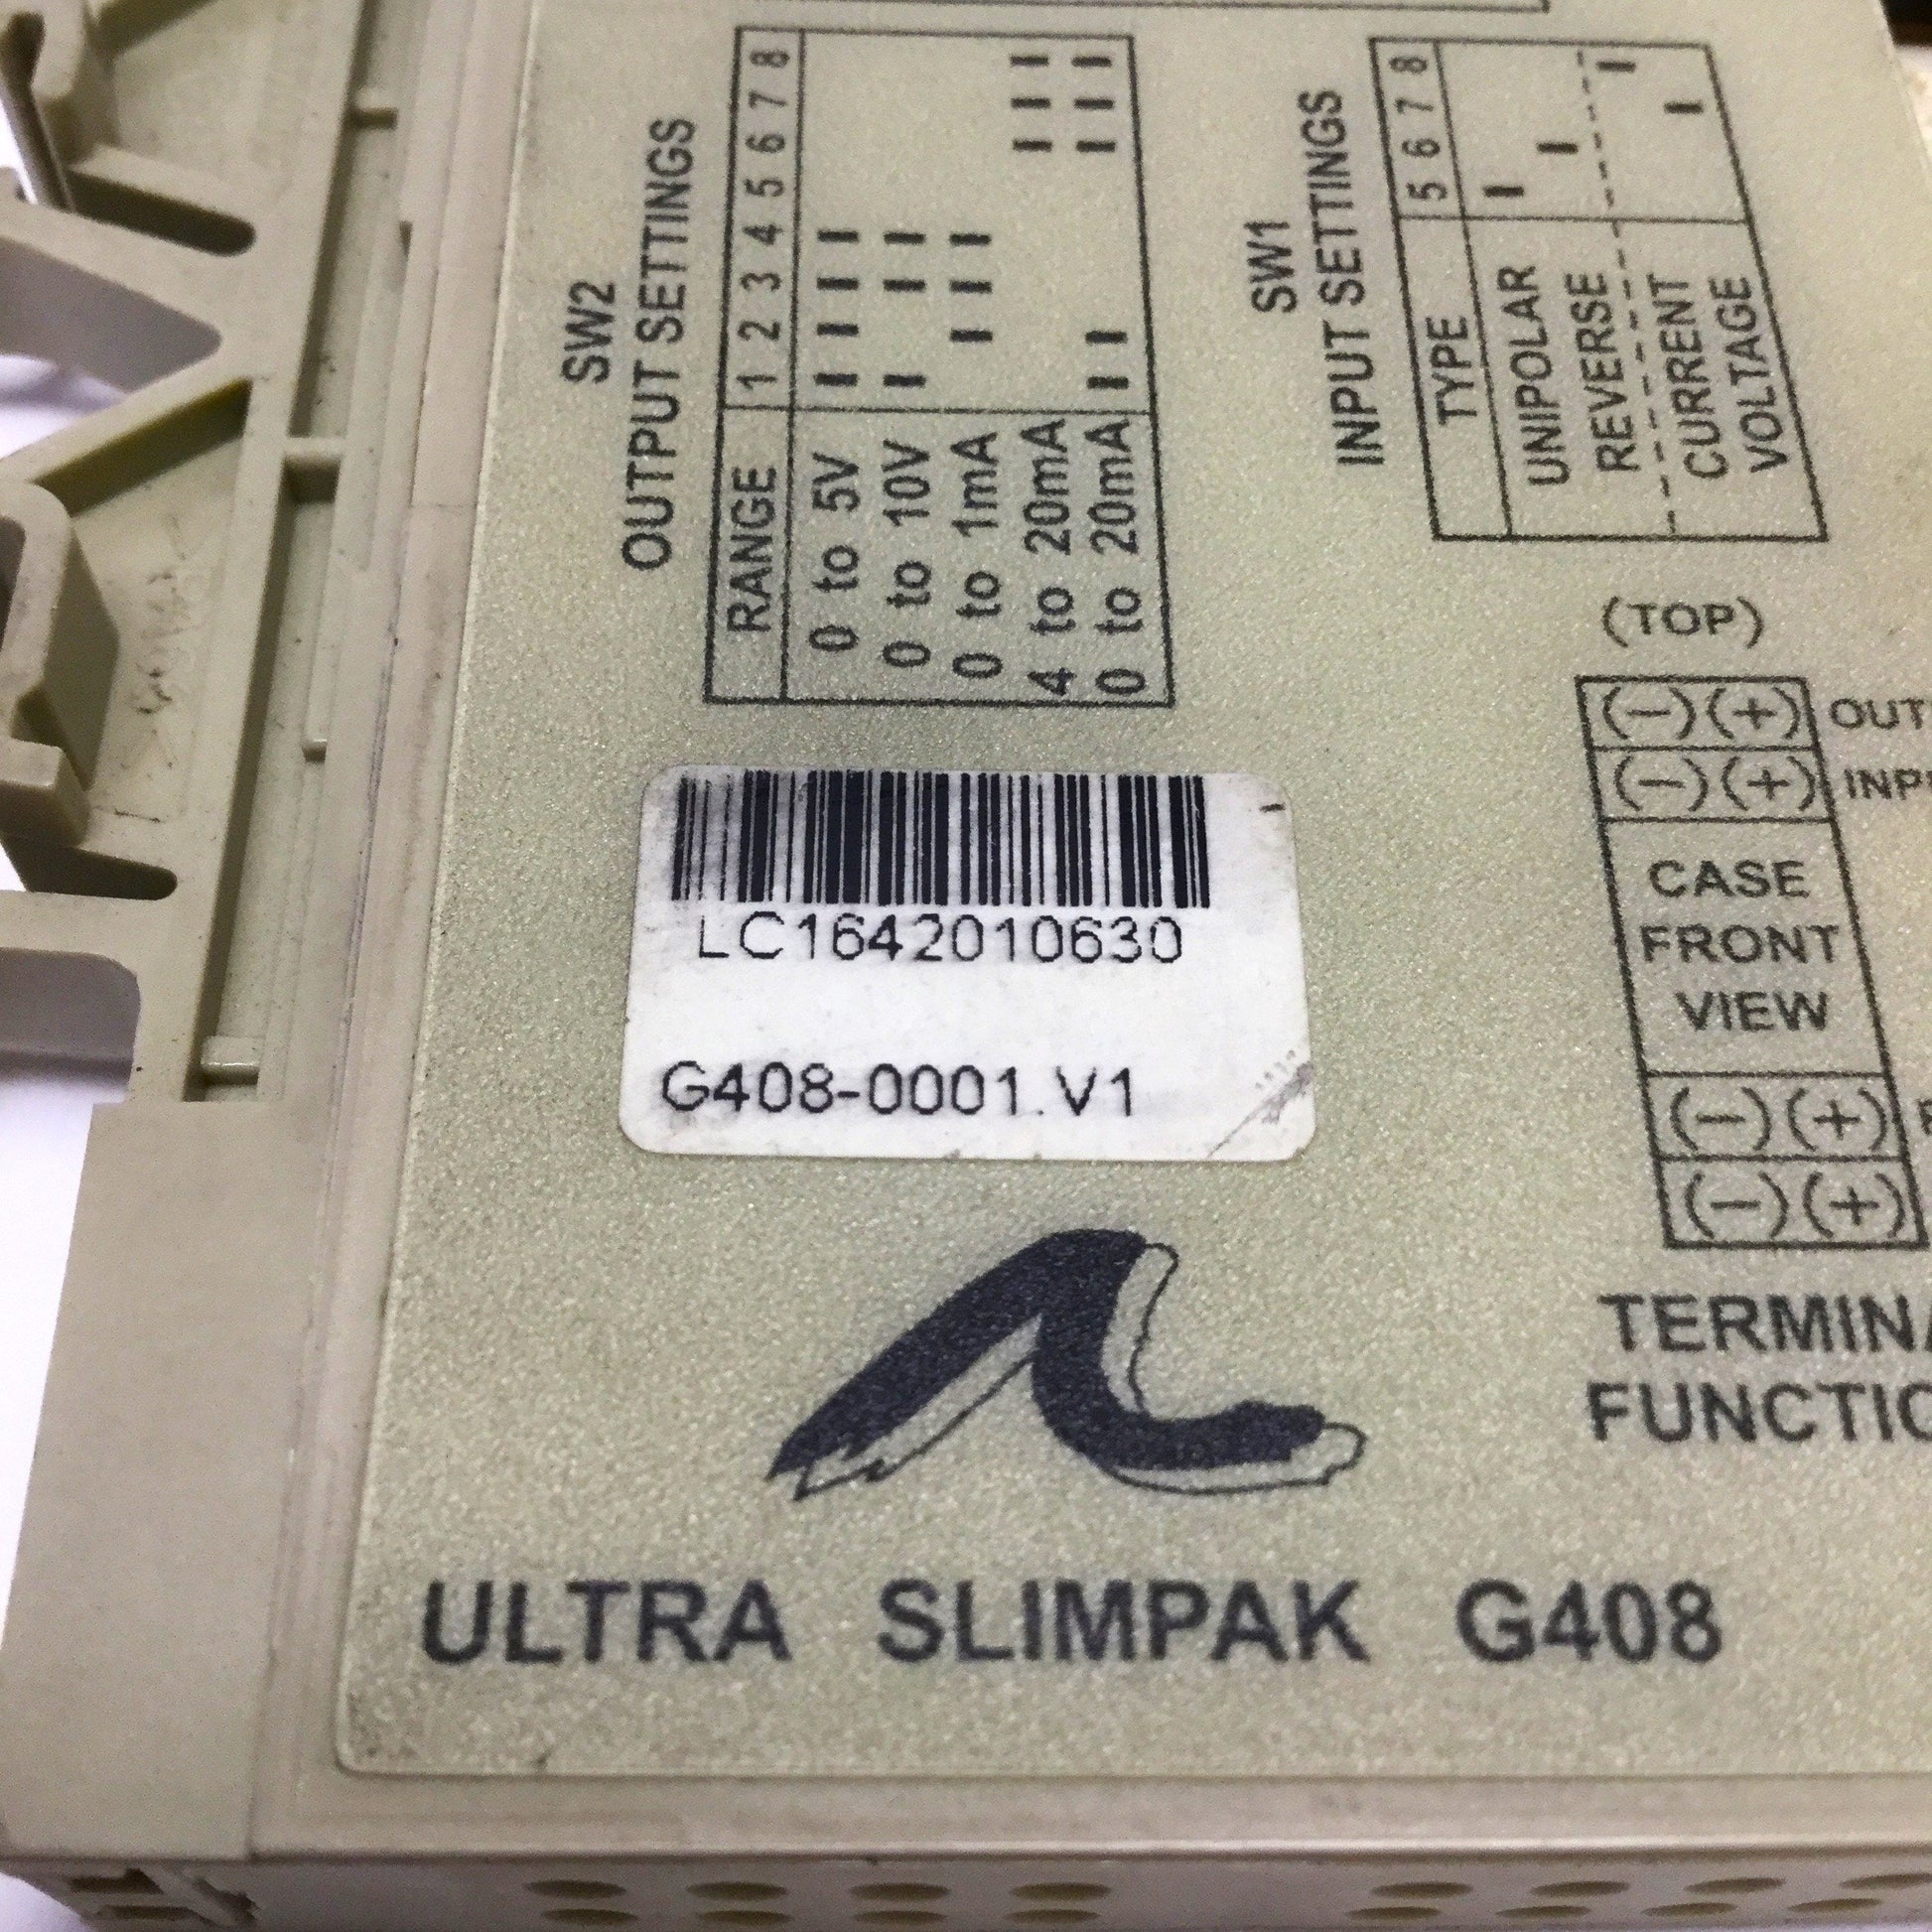 SW2
OUTPUT SETTINGS
RANGE 1 2 3 4 5 6 7 8
0 to 5V
0 to 10V
0 to 1mA
4 to 20mA
0 to 20mA
SW1
INPUT SETTINGS
TYPE 5 6 7 8
UNIPOLAR
REVERSE
CURRENT
VOLTAGE
(TOP)
(−) (+) OUT
(−) (+) INP
CASE
FRONT
VIEW
(−) (+)
(−) (+)
TERMINA
FUNCTIO
LC1642010630
G408-0001.V1
ULTRA SLIMPAK G408